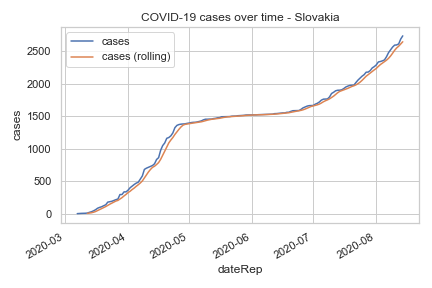 COVID-19 cases over time - Slovakia
cases
cases (rolling)
cases
2500
2000
1500
1000
500
0
2020-03
2020-04
2020-05
2020-06
2020-07
2020-08
dateRep